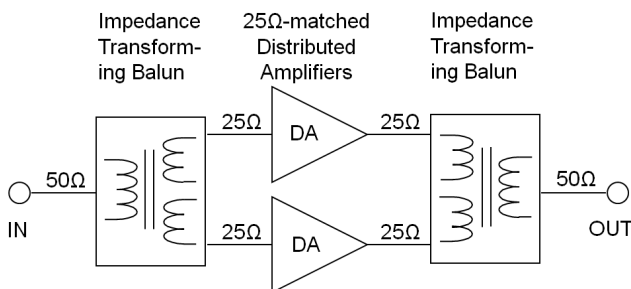 Impedance
Transform-
ing Balun
25Ω-matched
Distributed
Amplifiers
Impedance
Transform-
ing Balun
25Ω
DA
25Ω
50Ω
IN
50Ω
OUT
25Ω
DA
25Ω